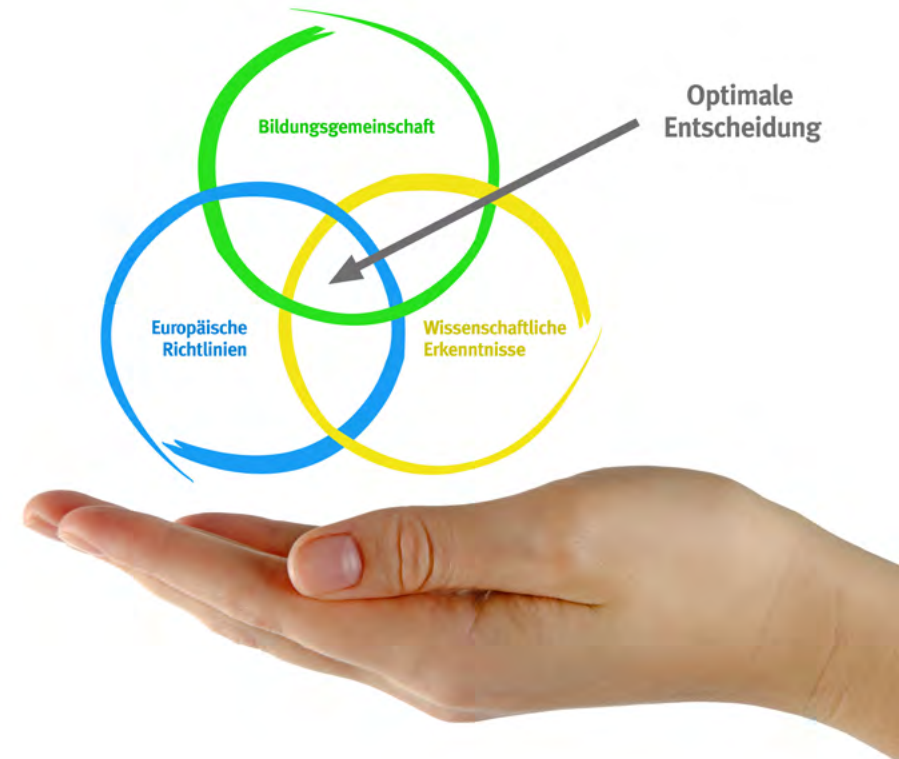 Optimale
Entscheidung
Bildungsgemeinschaft
Europäische
Richtlinien
Wissenschaftliche
Erkenntnisse